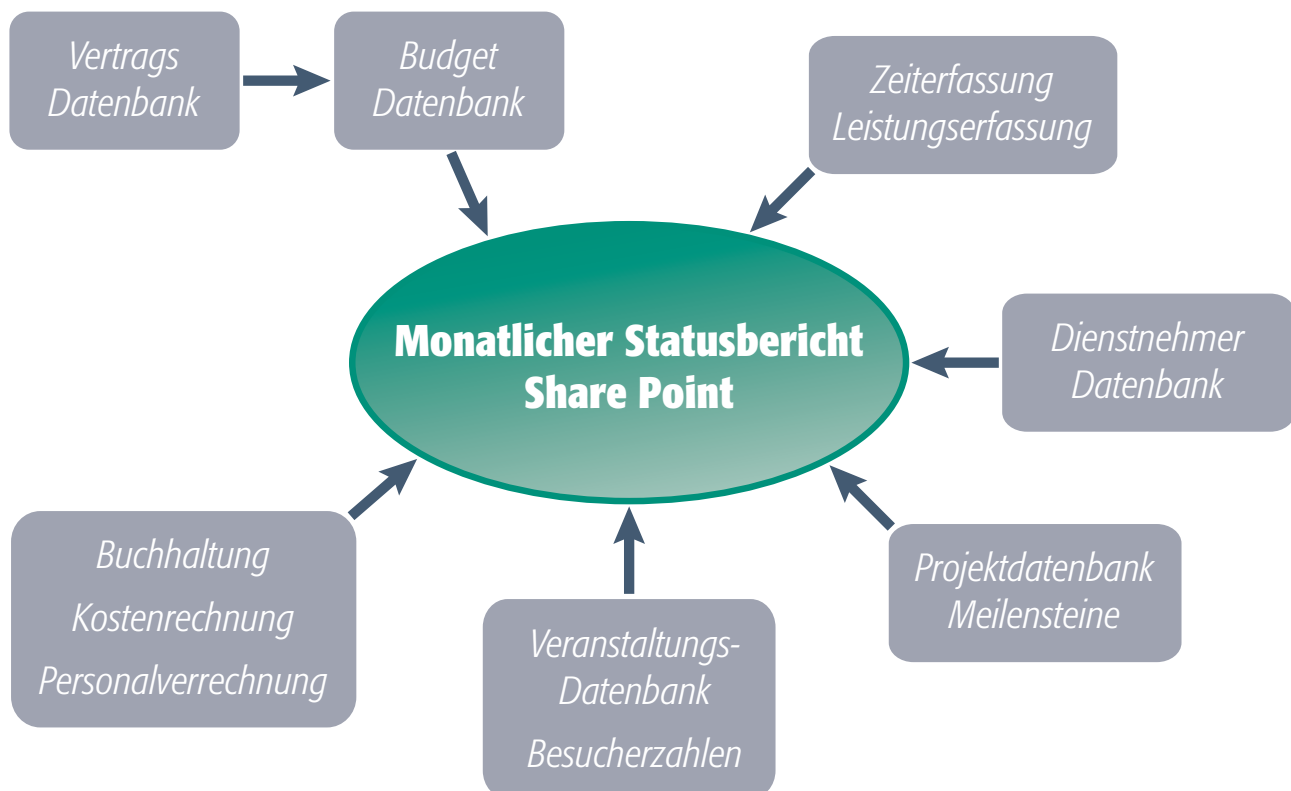 Vertrags
Datenbank
Budget
Datenbank
Zeiterfassung
Leistungserfassung
Monatlicher Statusbericht
Share Point
Dienstnehmer
Datenbank
Buchhaltung
Kostenrechnung
Personalverrechnung
Veranstaltungs-
Datenbank
Besucherzahlen
Projektdatenbank
Meilensteine